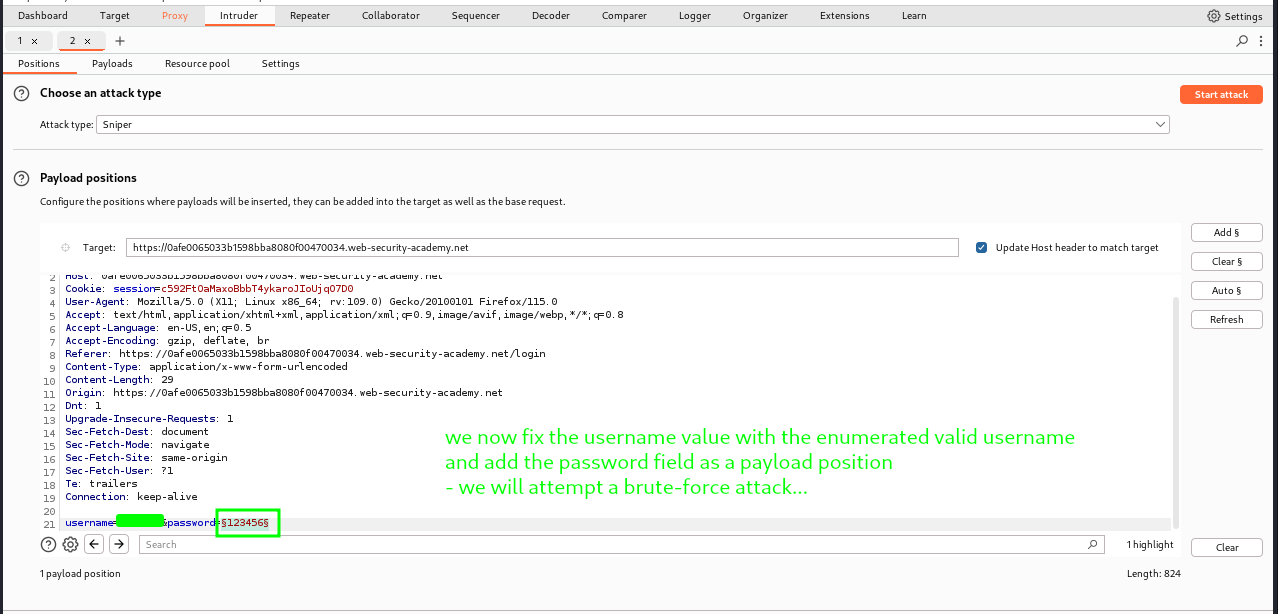 Dashboard Target Proxy Intruder Repeater Collaborator Sequencer Decoder Comparer Logger Organizer Extensions Learn Settings
1 × 2 × +
Positions Payloads Resource pool Settings
? Choose an attack type
Start attack
Attack type: Sniper
? Payload positions
Configure the positions where payloads will be inserted, they can be added into the target as well as the base request.
Target: https://0afe0065033b1598bba8080f00470034.web-security-academy.net Update Host header to match target
Add §
Clear §
Auto §
Refresh
2 Host: 0afe0065033b1598bba8080f00470034.web-security-academy.net
3 Cookie: session=c592FtOaMaxoBbbT4ykaroJIoUjqO7D0
4 User-Agent: Mozilla/5.0 (X11; Linux x86_64; rv:109.0) Gecko/20100101 Firefox/115.0
5 Accept: text/html,application/xhtml+xml,application/xml;q=0.9,image/avif,image/webp,*/*;q=0.8
6 Accept-Language: en-US,en;q=0.5
7 Accept-Encoding: gzip, deflate, br
8 Referer: https://0afe0065033b1598bba8080f00470034.web-security-academy.net/login
9 Content-Type: application/x-www-form-urlencoded
10 Content-Length: 29
11 Origin: https://0afe0065033b1598bba8080f00470034.web-security-academy.net
12 Dnt: 1
13 Upgrade-Insecure-Requests: 1
14 Sec-Fetch-Dest: document
15 Sec-Fetch-Mode: navigate
16 Sec-Fetch-Site: same-origin
17 Sec-Fetch-User: ?1
18 Te: trailers
19 Connection: keep-alive
20
21 username= &password=§123456§
we now fix the username value with the enumerated valid username
and add the password field as a payload position
- we will attempt a brute-force attack...
? Search 1 highlight Clear
1 payload position Length: 824